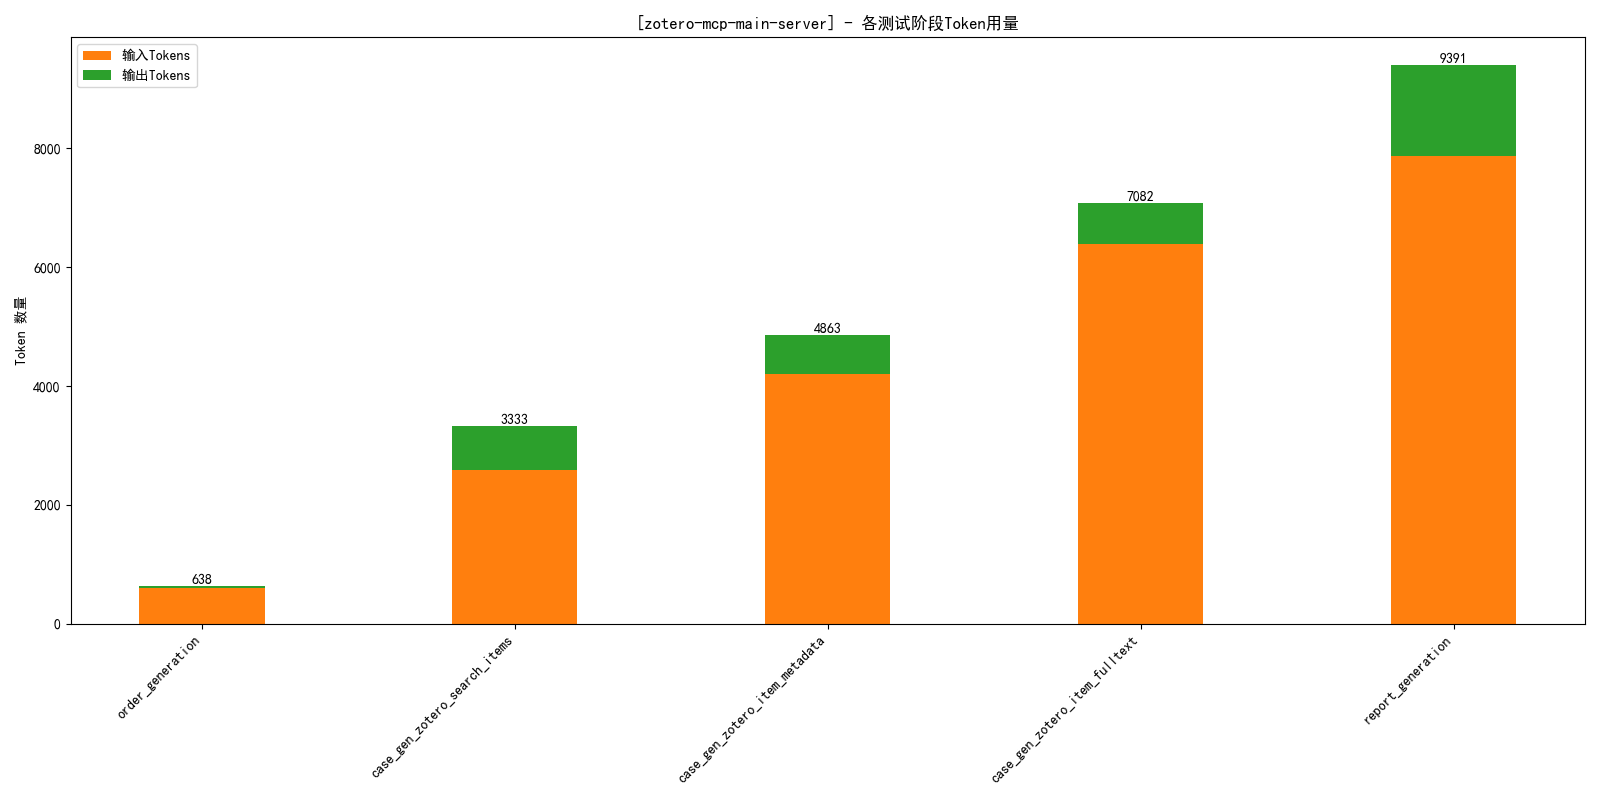 [zotero-mcp-main-server] - 各测试阶段Token用量
输入Tokens
输出Tokens
9391
7082
4863
3333
638
Token 数量
8000
6000
4000
2000
0
order_generation
case_gen_zotero_search_items
case_gen_zotero_item_metadata
case_gen_zotero_item_fulltext
report_generation